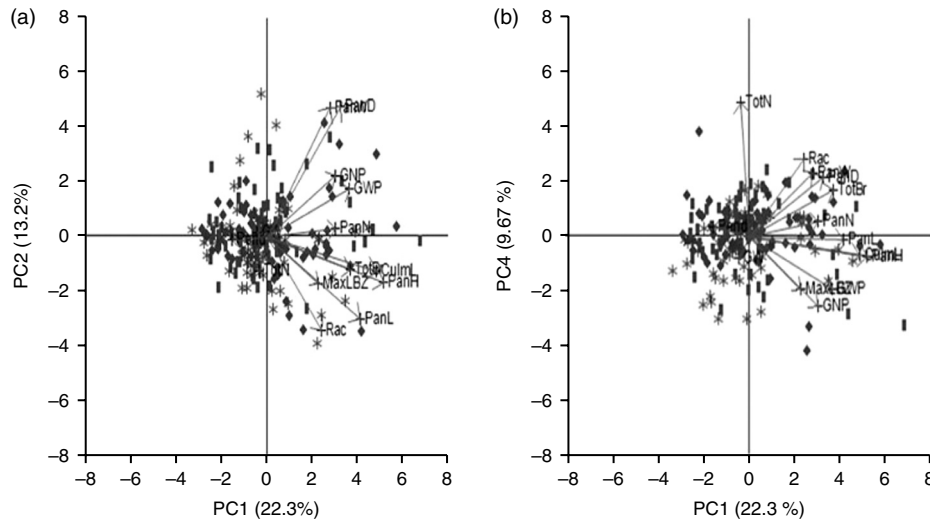 (a)
8
6
4
2
0
−2
−4
−6
−8
PC2 (13.2%)
PanD
GNP
GWP
PanN
CulmL
PanH
MaxLBZ
PanL
Rac
−8 −6 −4 −2 0 2 4 6 8
PC1 (22.3%)
(b)
8
6
4
2
0
−2
−4
−6
−8
PC4 (9.67 %)
TotN
Rac
TotBr
PanN
PanL
MaxLBZ
GNP
−8 −6 −4 −2 0 2 4 6 8
PC1 (22.3 %)